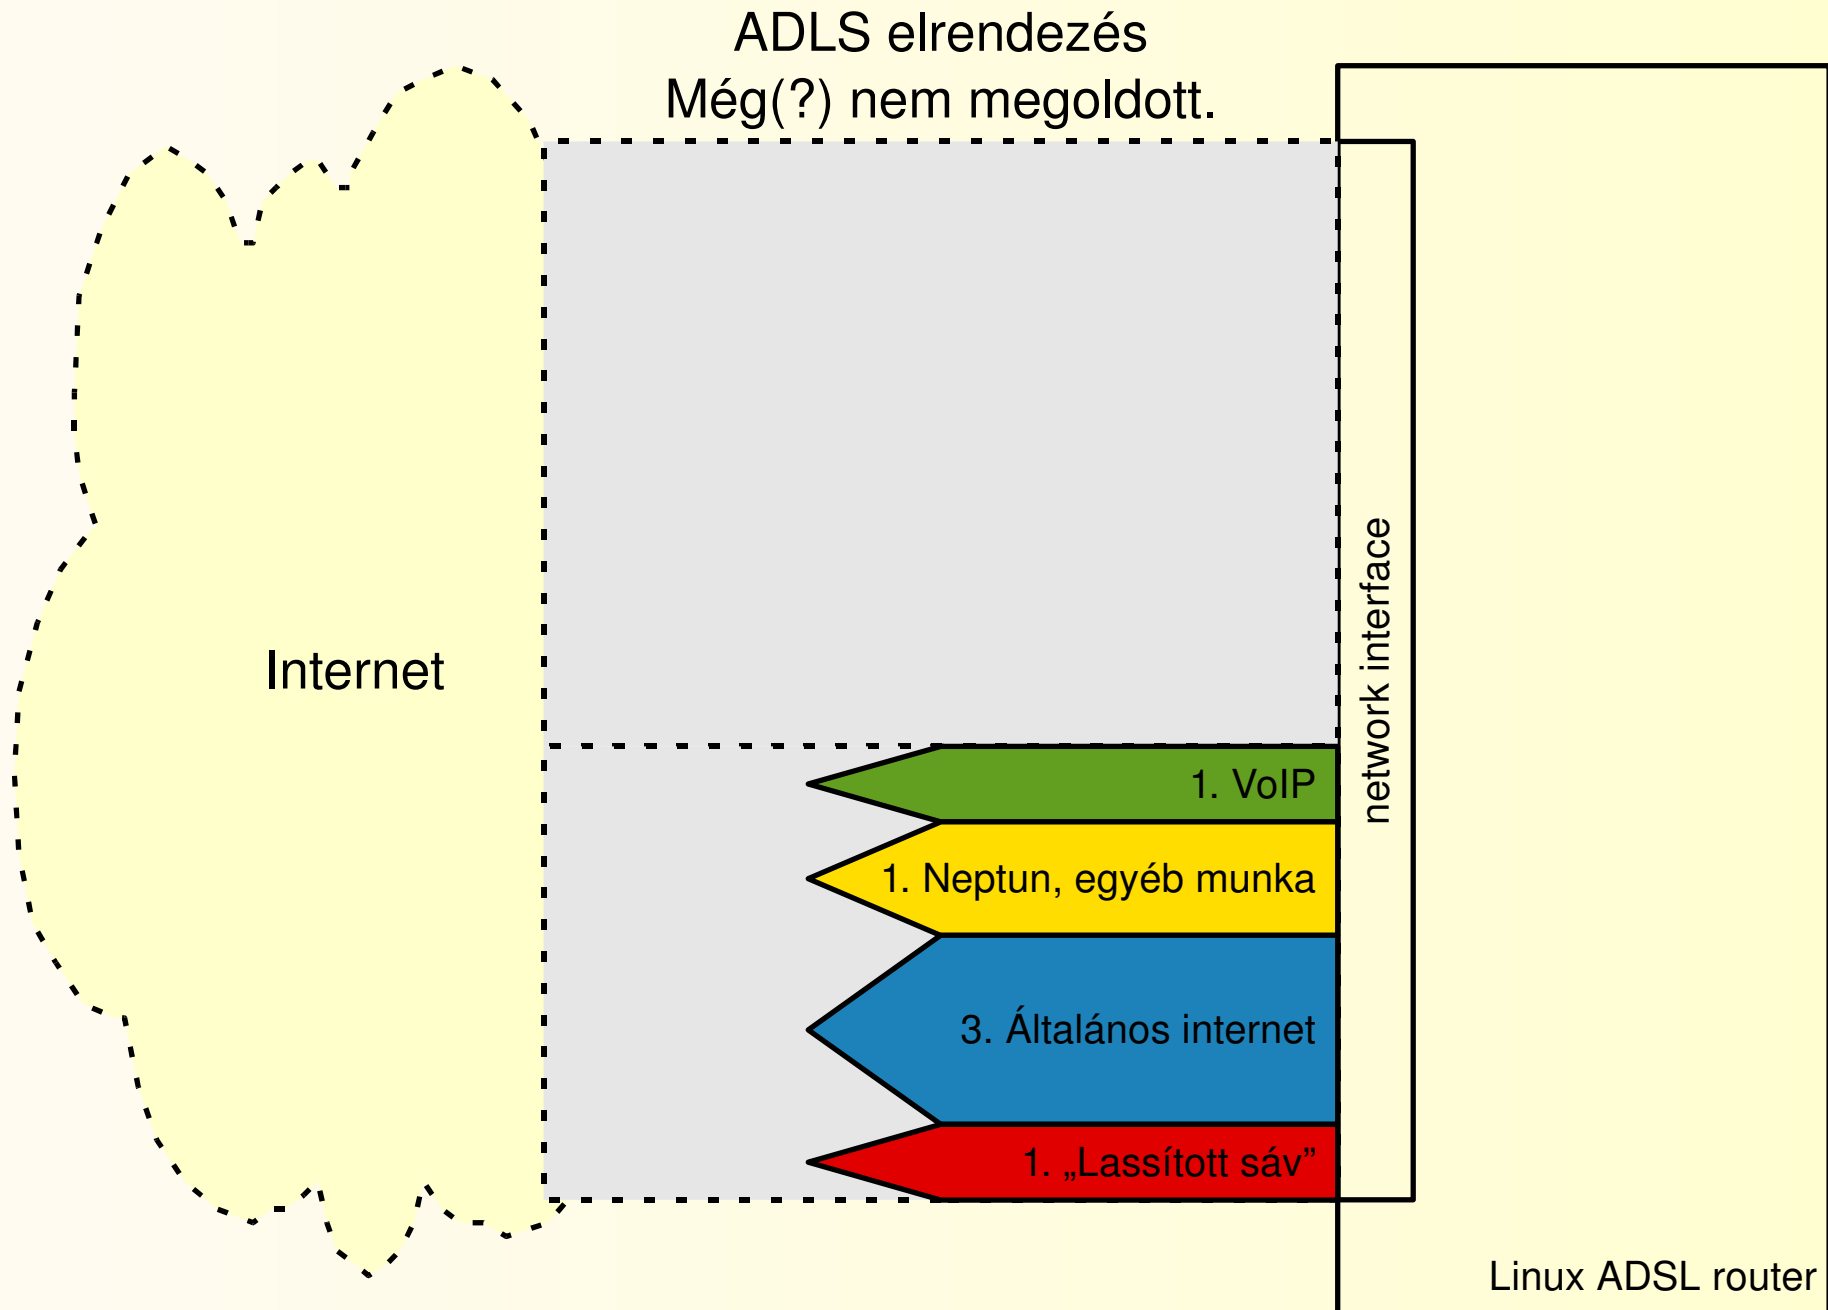 ADLS elrendezés
Még(?) nem megoldott.
Internet
network interface
1. VoIP
1. Neptun, egyéb munka
3. Általános internet
1. „Lassított sáv”
Linux ADSL router